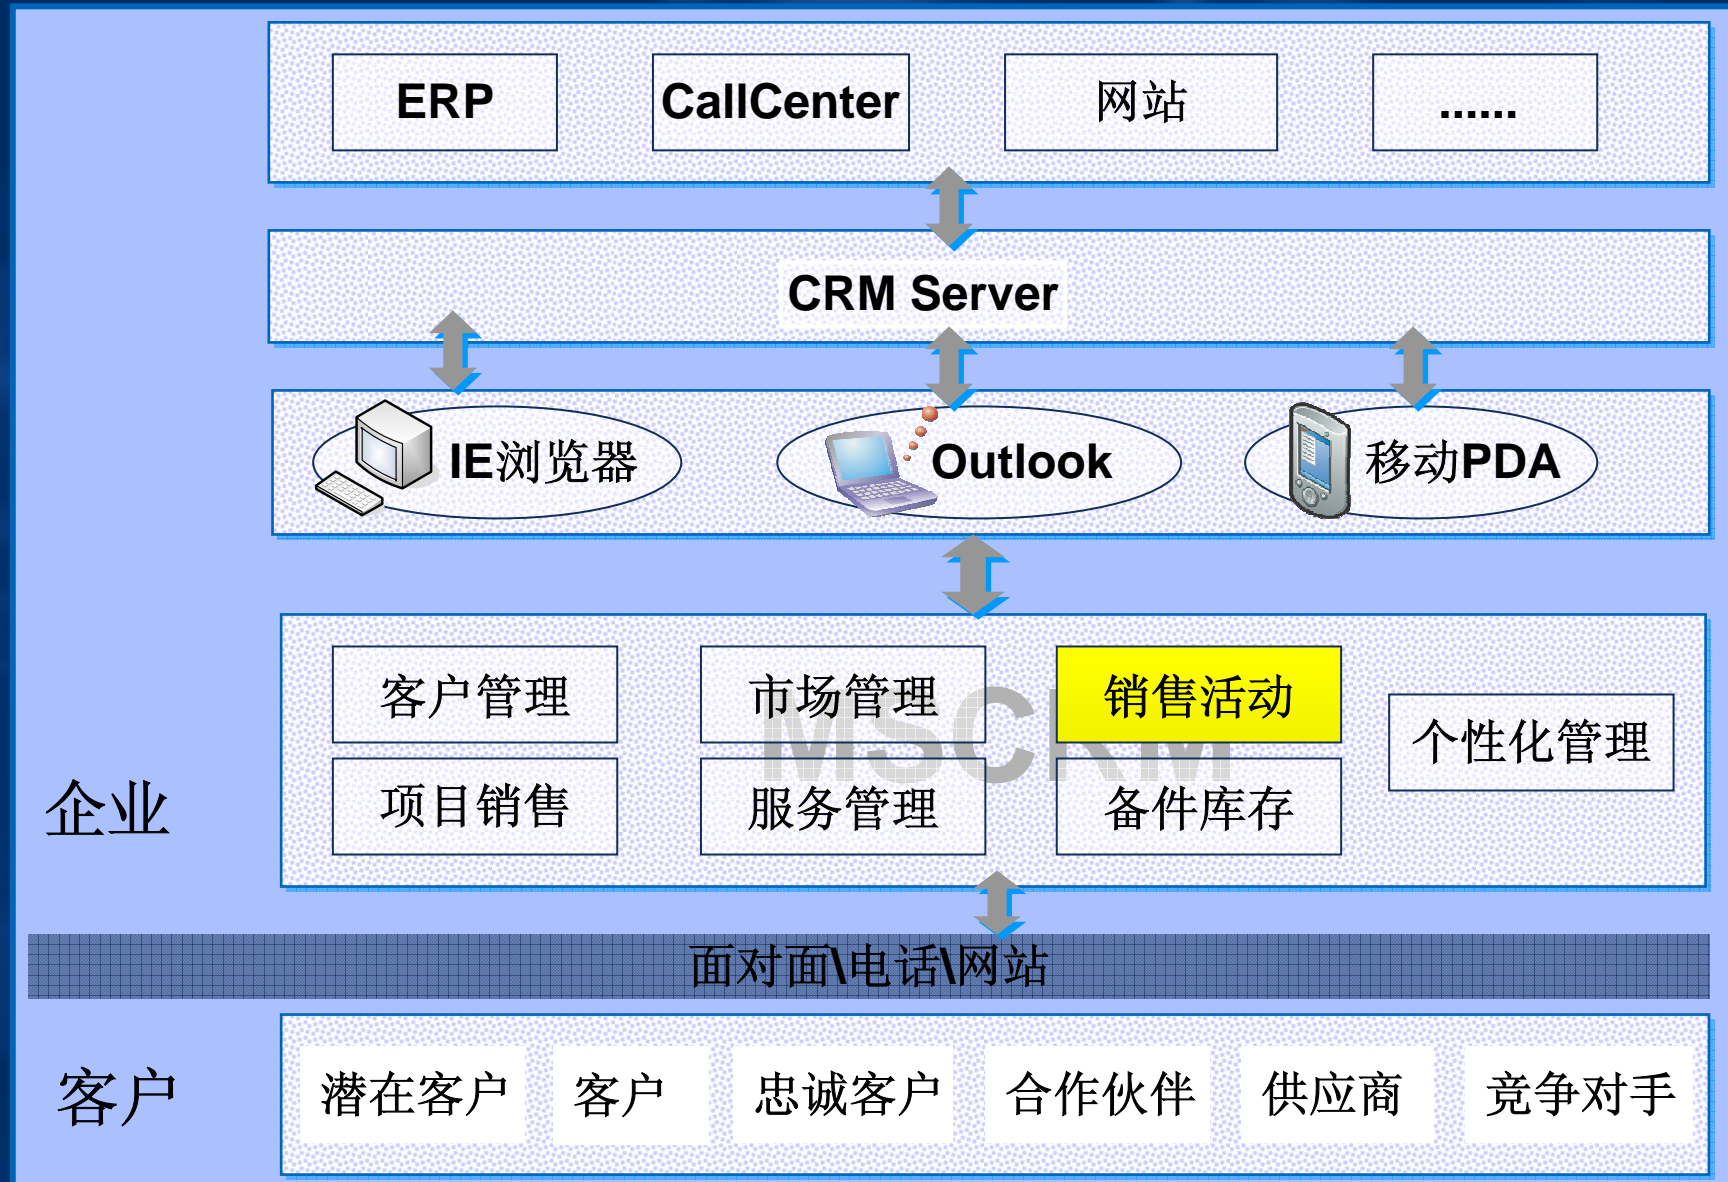 ERP
CallCenter
网站
......
CRM Server
IE浏览器
Outlook
移动PDA
MSCRM
客户管理
市场管理
销售活动
个性化管理
项目销售
服务管理
备件库存
企业
面对面\电话\网站
客户
潜在客户
客户
忠诚客户
合作伙伴
供应商
竞争对手